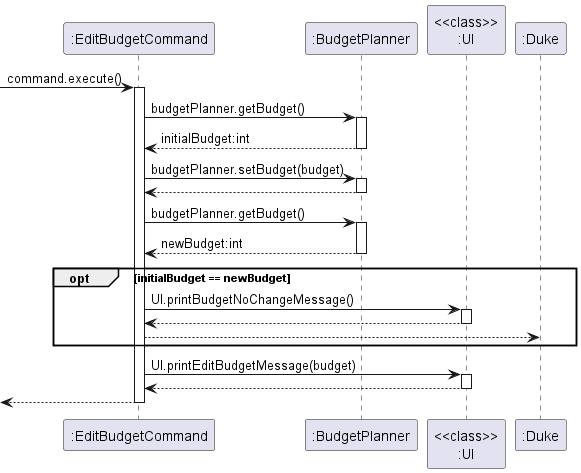 :EditBudgetCommand
:BudgetPlanner
<<class>>
:UI
:Duke
command.execute()
budgetPlanner.getBudget()
initialBudget:int
budgetPlanner.setBudget(budget)
budgetPlanner.getBudget()
newBudget:int
opt [initialBudget == newBudget]
UI.printBudgetNoChangeMessage()
UI.printEditBudgetMessage(budget)
:EditBudgetCommand
:BudgetPlanner
<<class>>
:UI
:Duke